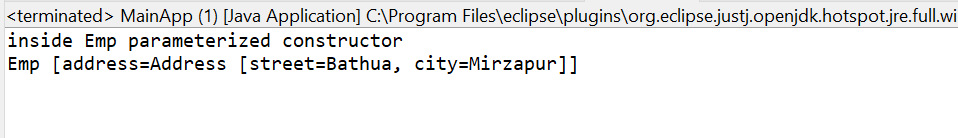 <terminated> MainApp (1) [Java Application] C:\Program Files\eclipse\plugins\org.eclipse.justj.openjdk.hotspot.jre.full.wi
inside Emp parameterized constructor
Emp [address=Address [street=Bathua, city=Mirzapur]]